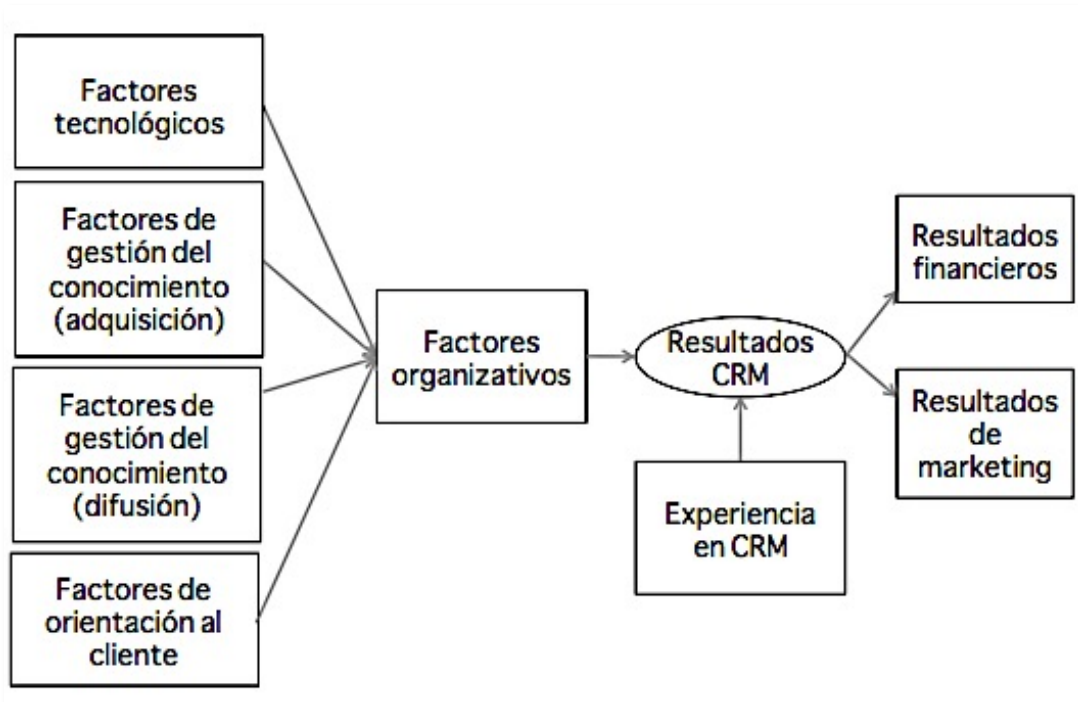 Factores
tecnológicos
Factores de
gestión del
conocimiento
(adquisición)
Factores de
gestión del
conocimiento
(difusión)
Factores de
orientación al
cliente
Factores
organizativos
Resultados
CRM
Experiencia
en CRM
Resultados
financieros
Resultados
de
marketing